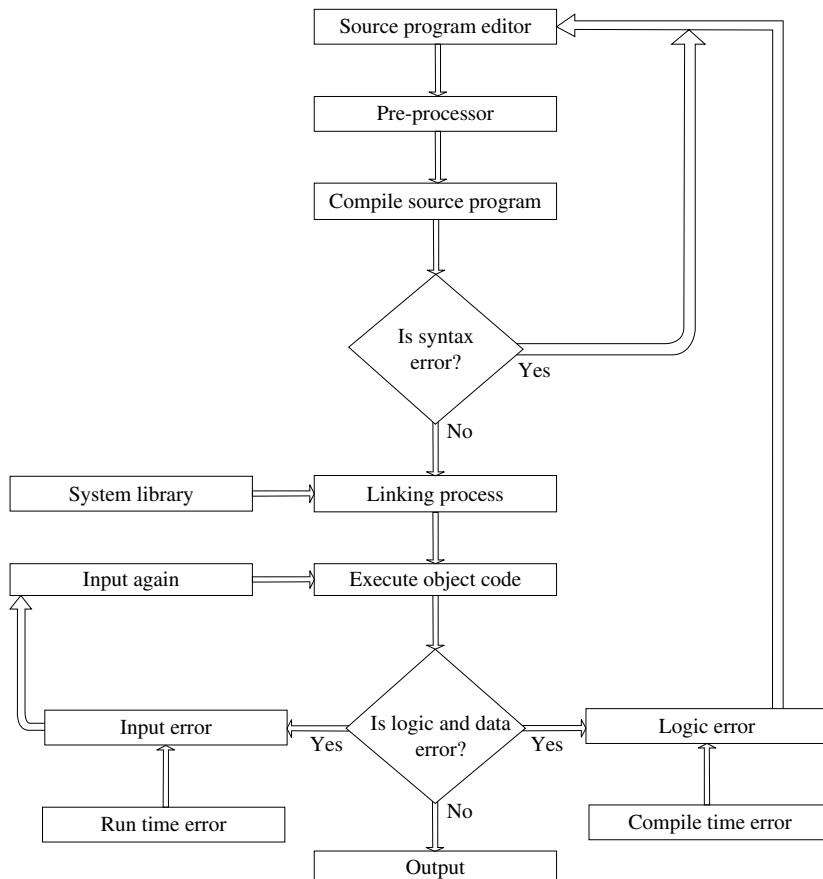 Source program editor
Pre-processor
Compile source program
Is syntax
error?
Yes
No
System library
Linking process
Input again
Execute object code
Input error
Yes
Is logic and data
error?
Yes
Logic error
Run time error
No
Compile time error
Output